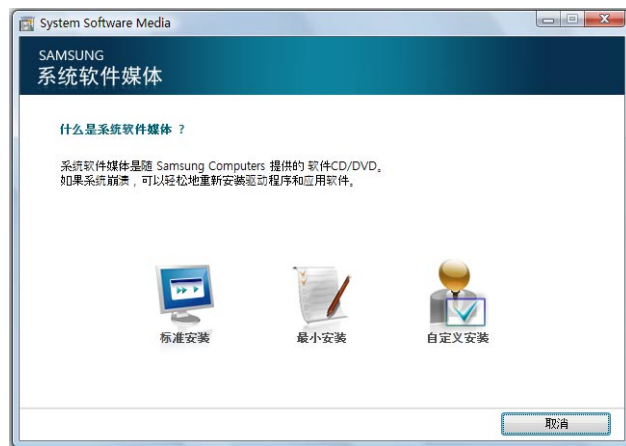 System Software Media
SAMSUNG
系统软件媒体
什么是系统软件媒体 ？
系统软件媒体是随 Samsung Computers 提供的 软件CD/DVD。
如果系统崩溃，可以轻松地重新安装驱动程序和应用软件。
标准安装
最小安装
自定义安装
取消